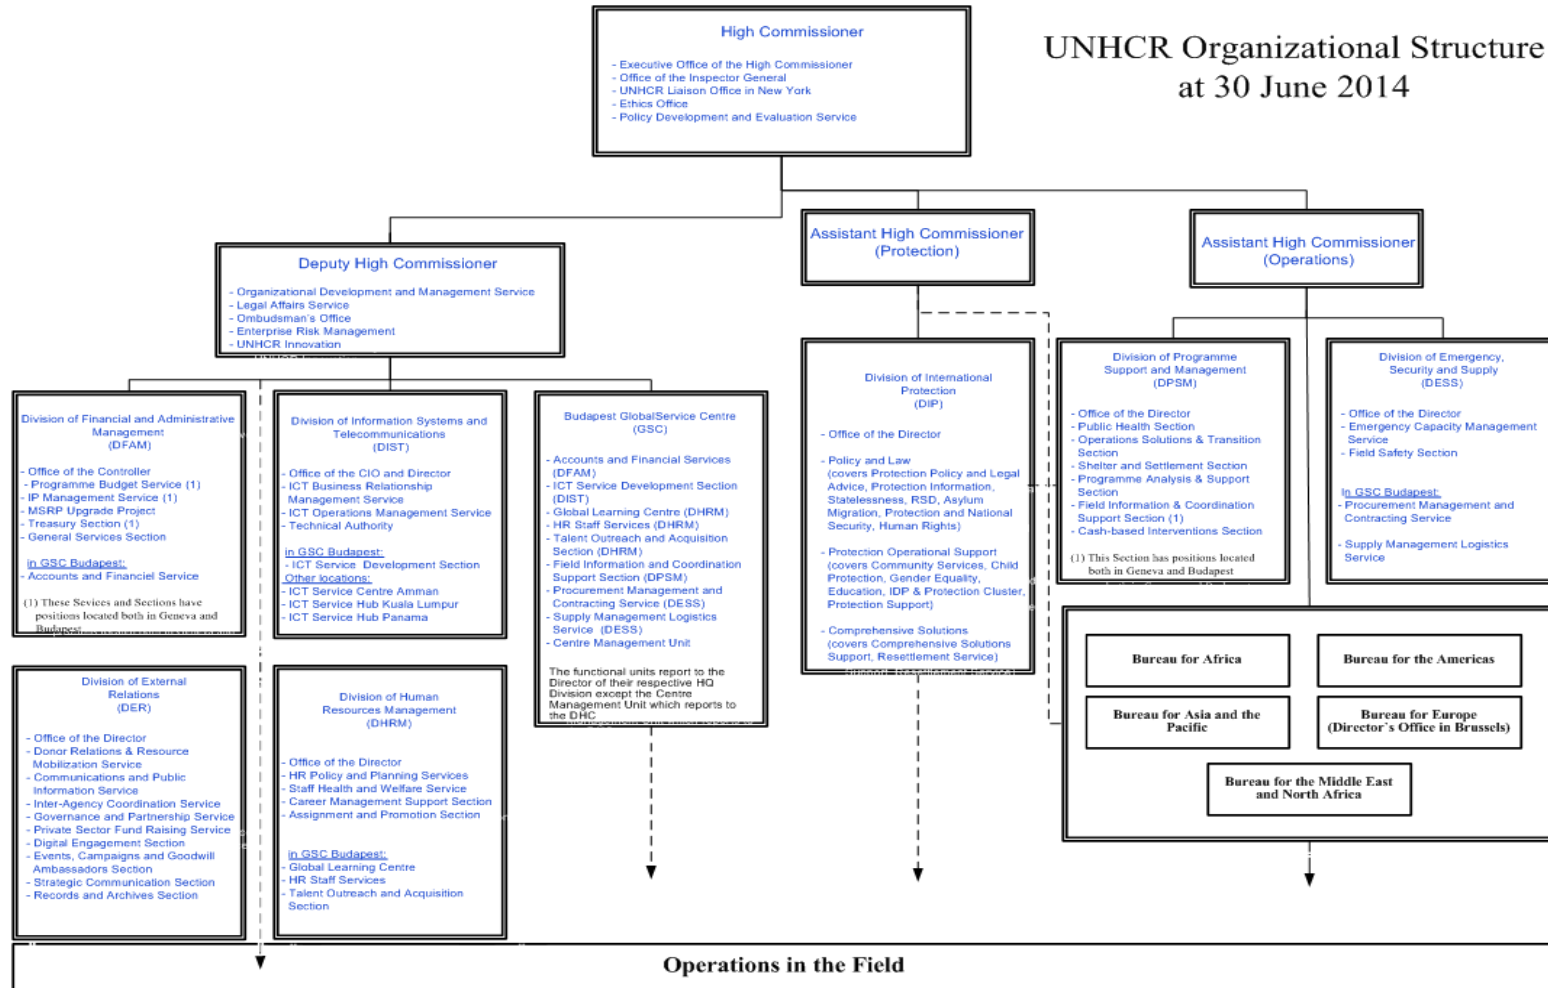 UNHCR Organizational Structure
at 30 June 2014
High Commissioner
- Executive Office of the High Commissioner
- Office of the Inspector General
- UNHCR Liaison Office in New York
- Ethics Office
- Policy Development and Evaluation Service
Deputy High Commissioner
- Organizational Development and Management Service
- Legal Affairs Service
- Ombudsman's Office
- Enterprise Risk Management
- UNHCR Innovation
Assistant High Commissioner
(Protection)
Assistant High Commissioner
(Operations)
Division of Financial and Administrative
Management
(DFAM)
- Office of the Controller
- Programme Budget Service (1)
- IP Management Service (1)
- MSRP Upgrade Project
- Treasury Section (1)
- General Services Section
in GSC Budapest:
- Accounts and Financiel Service
(1) These Sevices and Sections have
positions located both in Geneva and
Budapest
Division of Information Systems and
Telecommunications
(DIST)
- Office of the CIO and Director
- ICT Business Relationship
Management Service
- ICT Operations Management Service
- Technical Authority
in GSC Budapest:
- ICT Service Development Section
Other locations:
- ICT Service Centre Amman
- ICT Service Hub Kuala Lumpur
- ICT Service Hub Panama
Budapest GlobalService Centre
(GSC)
- Accounts and Financial Services
(DFAM)
- ICT Service Development Section
(DIST)
- Global Learning Centre (DHRM)
- HR Staff Services (DHRM)
- Talent Outreach and Acquisition
Section (DHRM)
- Field Information and Coordination
Support Section (DPSM)
- Procurement Management and
Contracting Service (DESS)
- Supply Management Logistics
Service (DESS)
- Centre Management Unit
The functional units report to the
Director of their respective HQ
Division except the Centre
Management Unit which reports to
the DHC
Division of International
Protection
(DIP)
- Office of the Director
- Policy and Law
(covers Protection Policy and Legal
Advice, Protection Information,
Statelessness, RSD, Asylum
Migration, Protection and National
Security, Human Rights)
- Protection Operational Support
(covers Community Services, Child
Protection, Gender Equality,
Education, IDP & Protection Cluster,
Protection Support)
- Comprehensive Solutions
(covers Comprehensive Solutions
Support, Resettlement Service)
Division of Programme
Support and Management
(DPSM)
- Office of the Director
- Public Health Section
- Operations Solutions & Transition
Section
- Shelter and Settlement Section
- Programme Analysis & Support
Section
- Field Information & Coordination
Support Section (1)
- Cash-based Interventions Section
(1) This Section has positions located
both in Geneva and Budapest
Division of Emergency,
Security and Supply
(DESS)
- Office of the Director
- Emergency Capacity Management
Service
- Field Safety Section
In GSC Budapest:
- Procurement Management and
Contracting Service
- Supply Management Logistics
Service
Division of External
Relations
(DER)
- Office of the Director
- Donor Relations & Resource
Mobilization Service
- Communications and Public
Information Service
- Inter-Agency Coordination Service
- Governance and Partnership Service
- Private Sector Fund Raising Service
- Digital Engagement Section
- Events, Campaigns and Goodwill
Ambassadors Section
- Strategic Communication Section
- Records and Archives Section
Division of Human
Resources Management
(DHRM)
- Office of the Director
- HR Policy and Planning Services
- Staff Health and Welfare Service
- Career Management Support Section
- Assignment and Promotion Section
in GSC Budapest:
- Global Learning Centre
- HR Staff Services
- Talent Outreach and Acquisition
Section
Bureau for Africa
Bureau for the Americas
Bureau for Asia and the
Pacific
Bureau for Europe
(Director's Office in Brussels)
Bureau for the Middle East
and North Africa
Operations in the Field